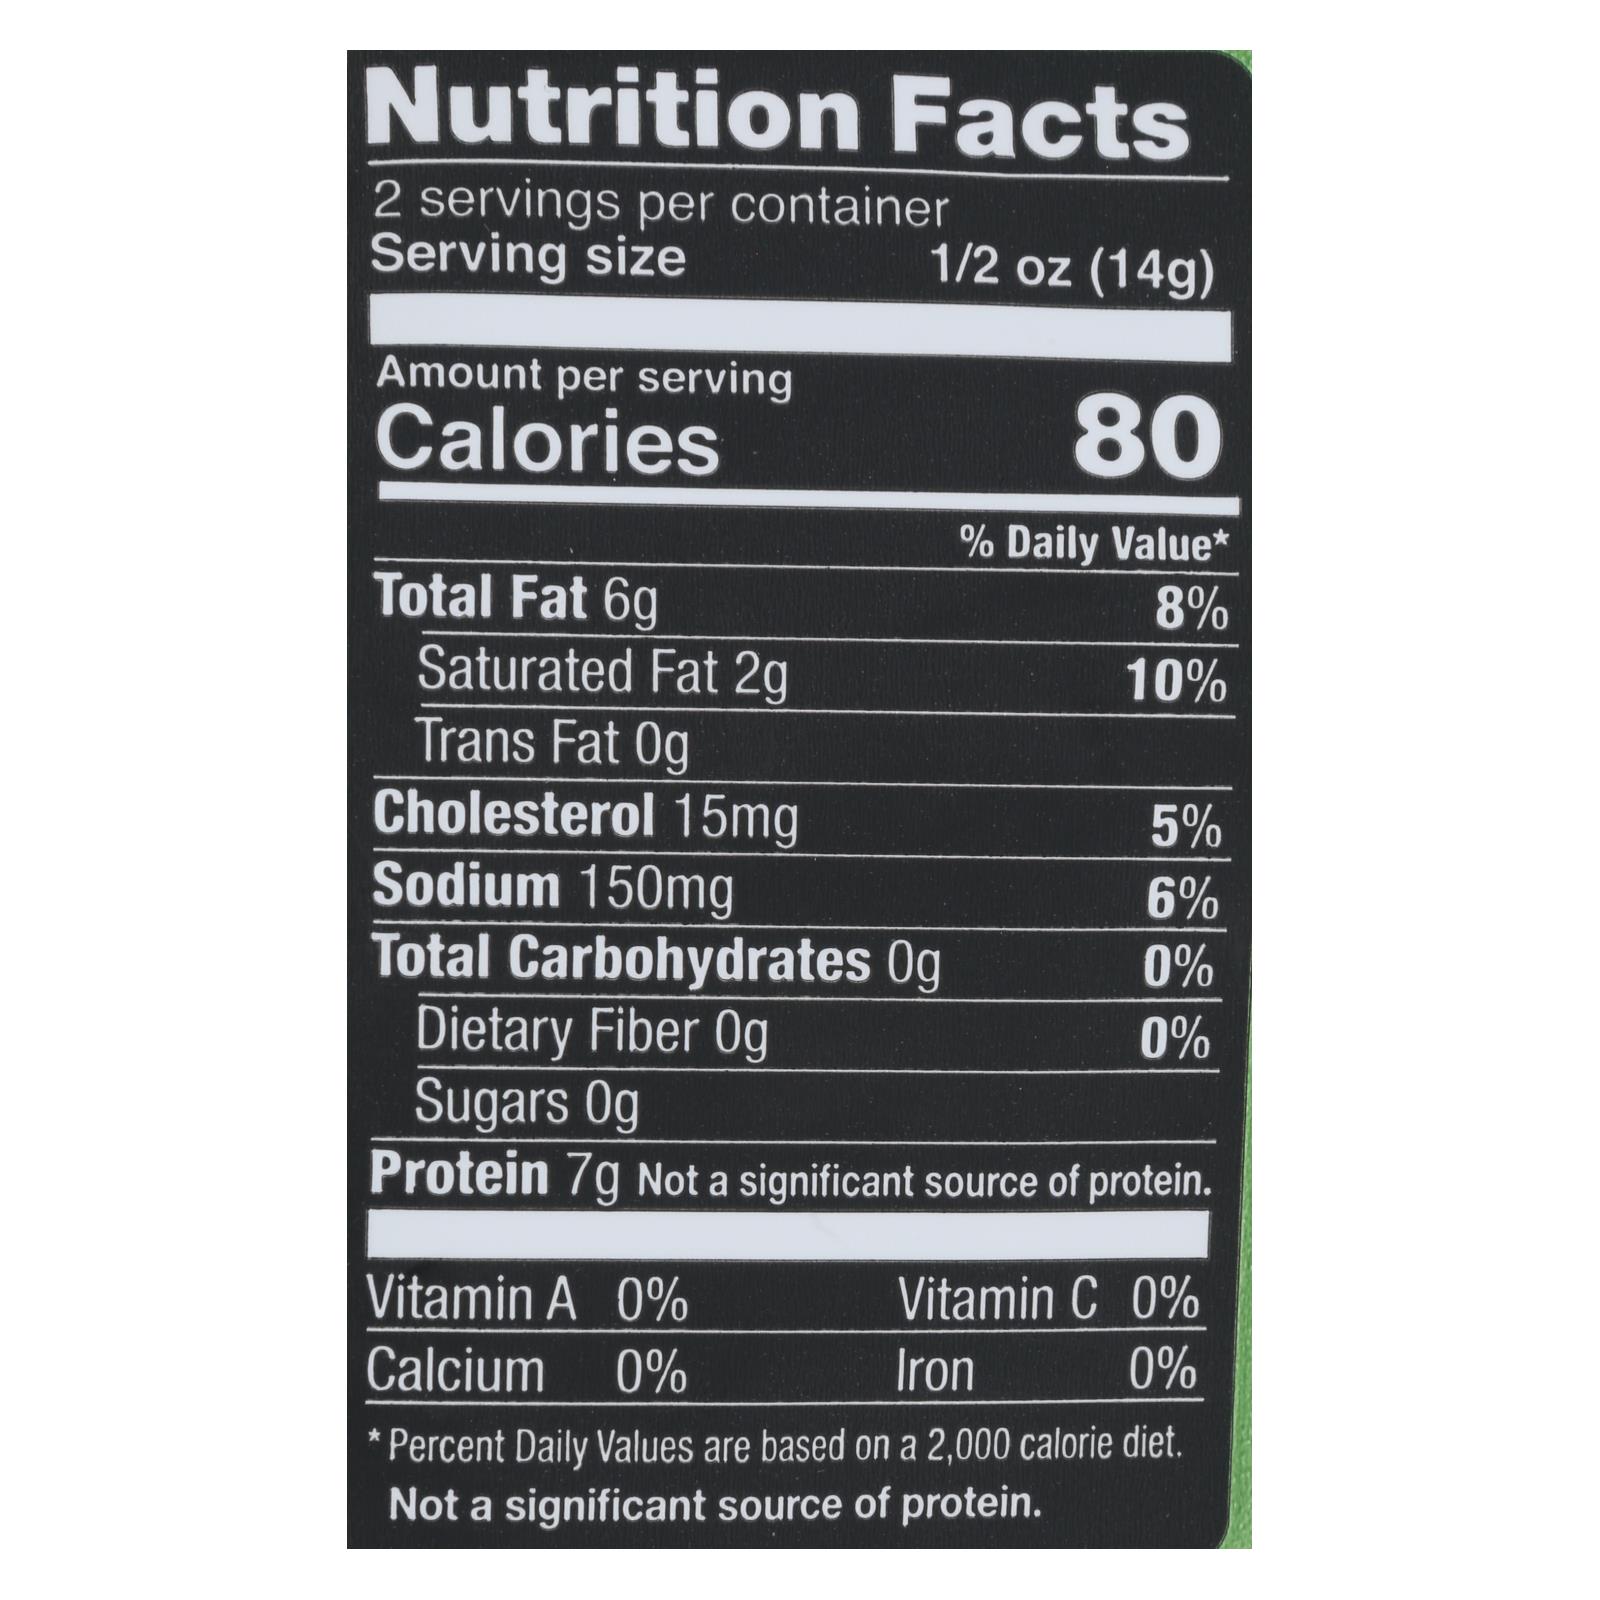 Nutrition Facts
2 servings per container
Serving size 1/2 oz (14g)
Amount per serving
Calories 80
% Daily Value*
Total Fat 6g 8%
Saturated Fat 2g 10%
Trans Fat 0g
Cholesterol 15mg 5%
Sodium 150mg 6%
Total Carbohydrates 0g 0%
Dietary Fiber 0g 0%
Sugars 0g
Protein 7g Not a significant source of protein.
Vitamin A 0% Vitamin C 0%
Calcium 0% Iron 0%
* Percent Daily Values are based on a 2,000 calorie diet.
Not a significant source of protein.